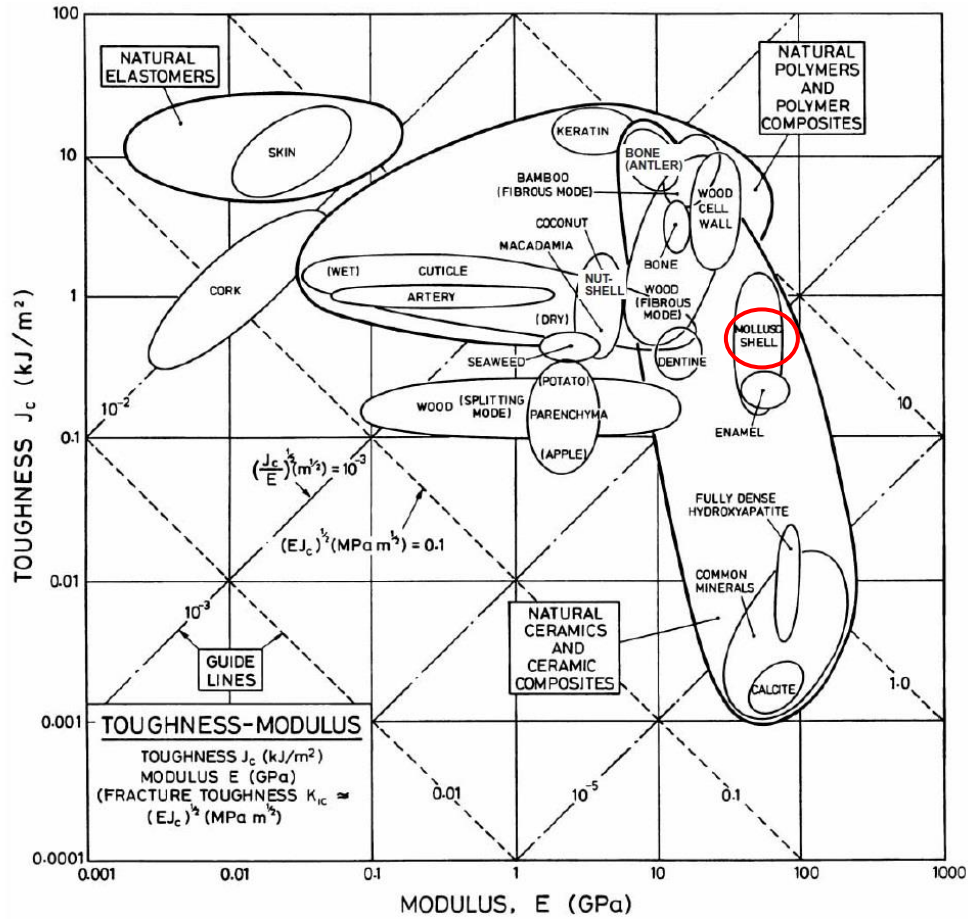 100
10
1
0.1
0.01
0.001
0.0001
TOUGHNESS J_c (kJ/m²)
NATURAL
ELASTOMERS
SKIN
CORK
NATURAL
POLYMERS
AND
POLYMER
COMPOSITES
KERATIN
BONE
(ANTLER)
BAMBOO
(FIBROUS MODE)
WOOD
CELL
WALL
COCONUT
MACADAMIA
BONE
(WET)
CUTICLE
NUT-
SHELL
WOOD
(FIBROUS
MODE)
ARTERY
(DRY)
MOLLUSC
SHELL
SEAWEED
DENTINE
10⁻²
(POTATO)
WOOD (SPLITTING MODE)
PARENCHYMA
(APPLE)
ENAMEL
10
(J_c/E)^½ (m^½) = 10⁻³
(EJ_c)^½ (MPa m^½) = 0.1
FULLY DENSE
HYDROXYAPATITE
COMMON
MINERALS
10⁻³
GUIDE
LINES
NATURAL
CERAMICS
AND
CERAMIC
COMPOSITES
CALCITE
1.0
TOUGHNESS-MODULUS
TOUGHNESS J_c (kJ/m²)
MODULUS E (GPa)
(FRACTURE TOUGHNESS K_IC ≈
(EJ_c)^½ (MPa m^½)
0.01
10⁻⁵
0.1
0.001
0.01
0.1
1
10
100
1000
MODULUS, E (GPa)